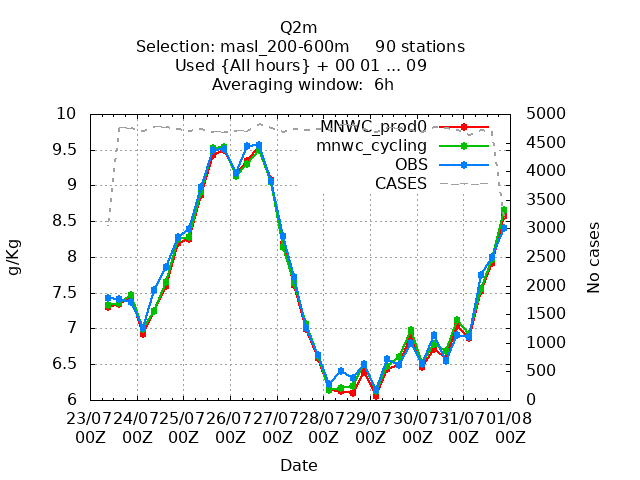 Q2m
Selection: masl_200-600m     90 stations
Used {All hours} + 00 01 ... 09
Averaging window:  6h
10
9.5
9
8.5
8
7.5
7
6.5
6
g/Kg
5000
4500
4000
3500
3000
2500
2000
1500
1000
500
0
No cases
MNWC_prod0
mnwc_cycling
OBS
CASES
23/07 24/07 25/07 26/07 27/07 28/07 29/07 30/07 31/07 01/08
00Z 00Z 00Z 00Z 00Z 00Z 00Z 00Z 00Z 00Z
Date